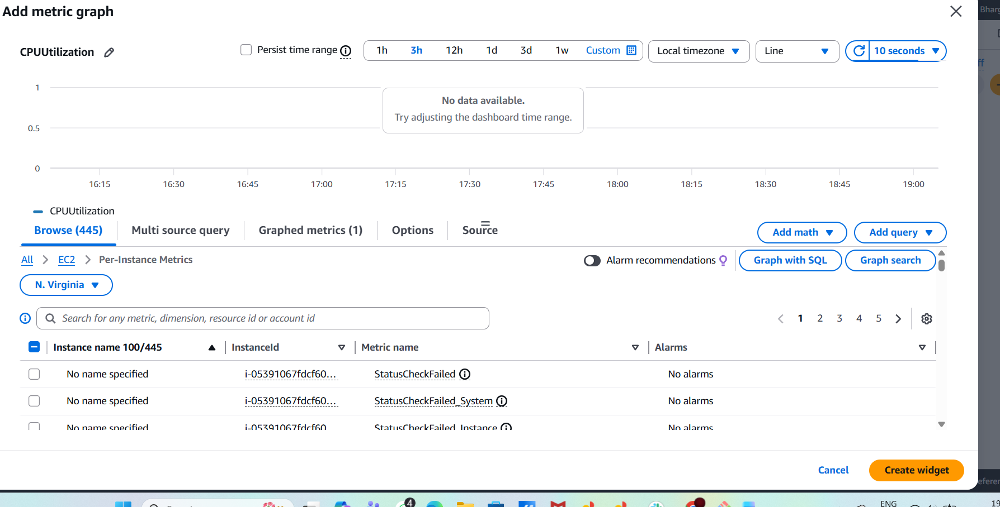 Add metric graph
Bharg
CPUUtilization
Persist time range
1h 3h 12h 1d 3d 1w Custom
Local timezone
Line
10 seconds
ff
1
0.5
0
No data available.
Try adjusting the dashboard time range.
16:15 16:30 16:45 17:00 17:15 17:30 17:45 18:00 18:15 18:30 18:45 19:00
CPUUtilization
Browse (445) Multi source query Graphed metrics (1) Options Source
Add math Add query
All EC2 Per-Instance Metrics
Alarm recommendations Graph with SQL Graph search
N. Virginia
Search for any metric, dimension, resource id or account id
1 2 3 4 5
Instance name 100/445 InstanceId Metric name Alarms
No name specified i-05391067fdcf60... StatusCheckFailed No alarms
No name specified i-05391067fdcf60... StatusCheckFailed_System No alarms
No name specified i-05391067fdcf60 StatusCheckFailed_Instance No alarms
Cancel Create widget
eferen
4
ENG
19